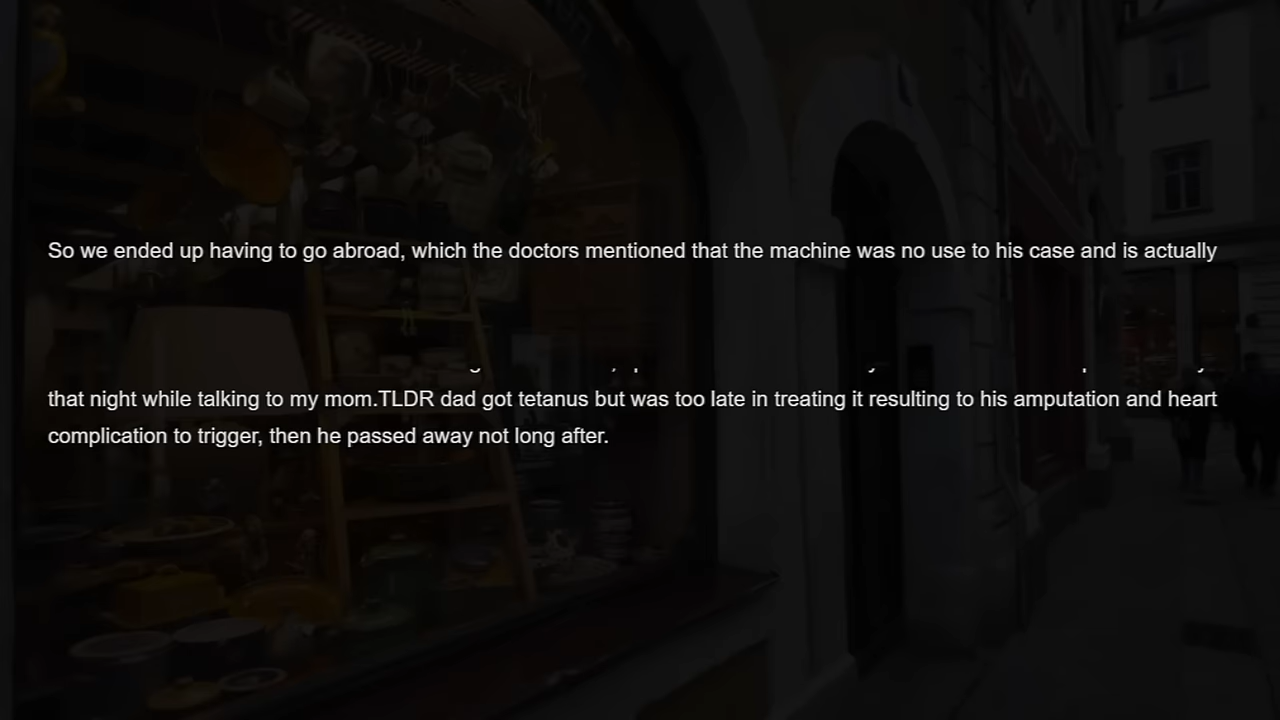 So we ended up having to go abroad, which the doctors mentioned that the machine was no use to his case and is actually
that night while talking to my mom.TLDR dad got tetanus but was too late in treating it resulting to his amputation and heart
complication to trigger, then he passed away not long after.